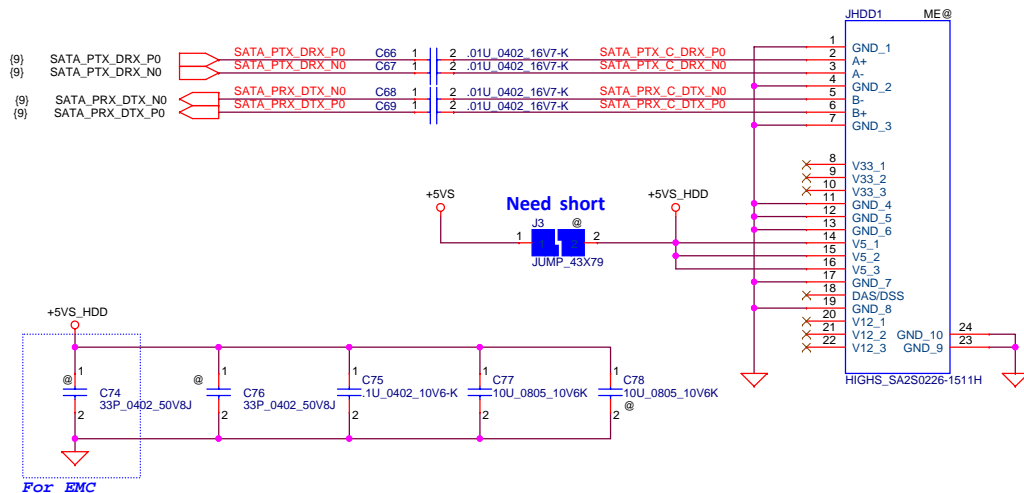 JHDD1 ME@
{9} SATA_PTX_DRX_P0 SATA_PTX_DRX_P0 C66 1 2 .01U_0402_16V7-K SATA_PTX_C_DRX_P0
{9} SATA_PTX_DRX_N0 SATA_PTX_DRX_N0 C67 1 2 .01U_0402_16V7-K SATA_PTX_C_DRX_N0
{9} SATA_PRX_DTX_N0 SATA_PRX_DTX_N0 C68 1 2 .01U_0402_16V7-K SATA_PRX_C_DTX_N0
{9} SATA_PRX_DTX_P0 SATA_PRX_DTX_P0 C69 1 2 .01U_0402_16V7-K SATA_PRX_C_DTX_P0
1 GND_1
2 A+
3 A-
4 GND_2
5 B-
6 B+
7 GND_3
8 V33_1
9 V33_2
10 V33_3
11 GND_4
12 GND_5
13 GND_6
14 V5_1
15 V5_2
16 V5_3
17 GND_7
18 DAS/DSS
19 GND_8
20 V12_1
21 V12_2 GND_10 24
22 V12_3 GND_9 23
HIGHS_SA2S0226-1511H
+5VS
Need short
+5VS_HDD
J3 @
1 1 2 2
JUMP_43X79
+5VS_HDD
1 @ C74 33P_0402_50V8J 2
1 @ C76 33P_0402_50V8J 2
1 C75 .1U_0402_10V6-K 2
1 C77 10U_0805_10V6K 2
1 C78 10U_0805_10V6K @ 2
For EMC